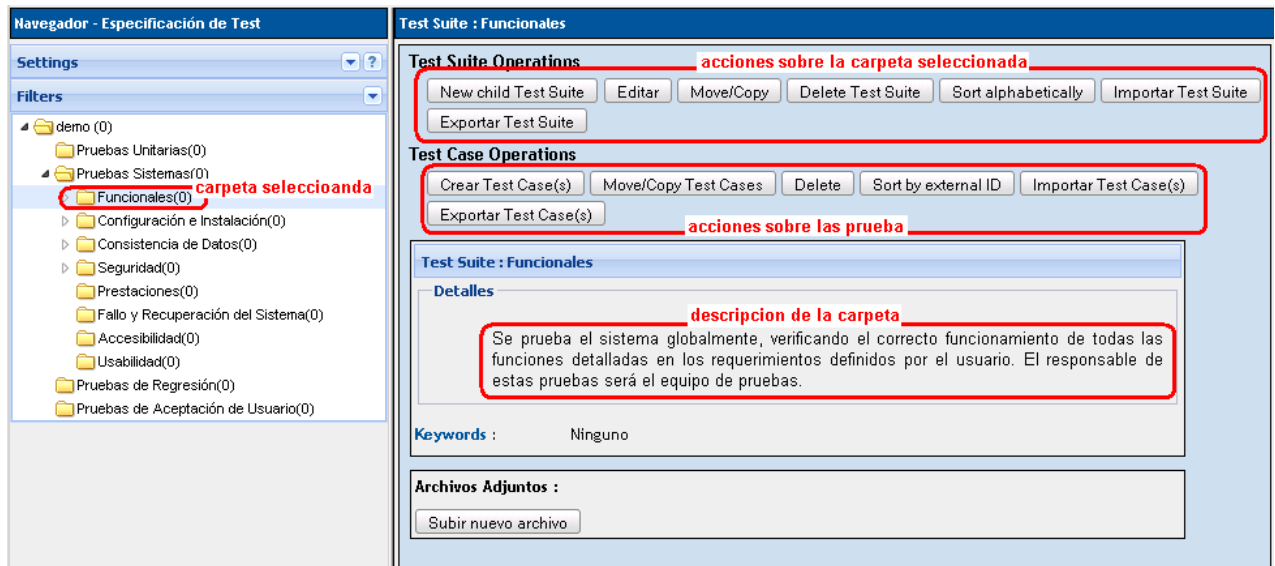 Navegador - Especificación de Test
Settings
Filters
demo (0)
Pruebas Unitarias(0)
Pruebas Sistemas(0)
carpeta seleccioanda
Funcionales(0)
Configuración e Instalación(0)
Consistencia de Datos(0)
Seguridad(0)
Prestaciones(0)
Fallo y Recuperación del Sistema(0)
Accesibilidad(0)
Usabilidad(0)
Pruebas de Regresión(0)
Pruebas de Aceptación de Usuario(0)
Test Suite : Funcionales
Test Suite Operations
acciones sobre la carpeta seleccionada
New child Test Suite Editar Move/Copy Delete Test Suite Sort alphabetically Importar Test Suite
Exportar Test Suite
Test Case Operations
Crear Test Case(s) Move/Copy Test Cases Delete Sort by external ID Importar Test Case(s)
Exportar Test Case(s)
acciones sobre las prueba
Test Suite : Funcionales
Detalles
descripcion de la carpeta
Se prueba el sistema globalmente, verificando el correcto funcionamiento de todas las
funciones detalladas en los requerimientos definidos por el usuario. El responsable de
estas pruebas será el equipo de pruebas.
Keywords : Ninguno
Archivos Adjuntos :
Subir nuevo archivo